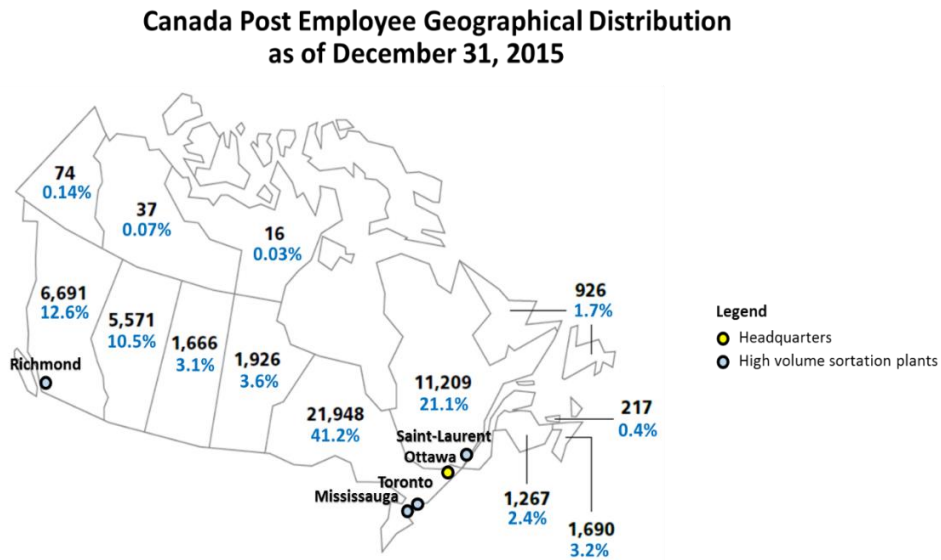 Canada Post Employee Geographical Distribution
as of December 31, 2015
74
0.14%
37
0.07%
16
0.03%
6,691
12.6%
5,571
10.5%
1,666
3.1%
1,926
3.6%
21,948
41.2%
11,209
21.1%
926
1.7%
217
0.4%
1,267
2.4%
1,690
3.2%
Richmond
Saint-Laurent
Ottawa
Toronto
Mississauga
Legend
Headquarters
High volume sortation plants